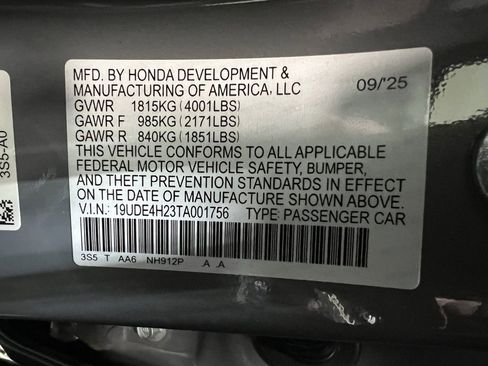 MFD. BY HONDA DEVELOPMENT & 09/'25
MANUFACTURING OF AMERICA, LLC
GVWR 1815KG(4001LBS)
GAWR F 985KG(2171LBS)
GAWR R 840KG(1851LBS)
THIS VEHICLE CONFORMS TO ALL APPLICABLE
FEDERAL MOTOR VEHICLE SAFETY, BUMPER,
AND THEFT PREVENTION STANDARDS IN EFFECT
ON THE DATE OF MANUFACTURE SHOWN ABOVE.
V.I.N.: 19UDE4H23TA001756 TYPE: PASSENGER CAR
3S5 T AA6 NH912P A .A
3S5-A0